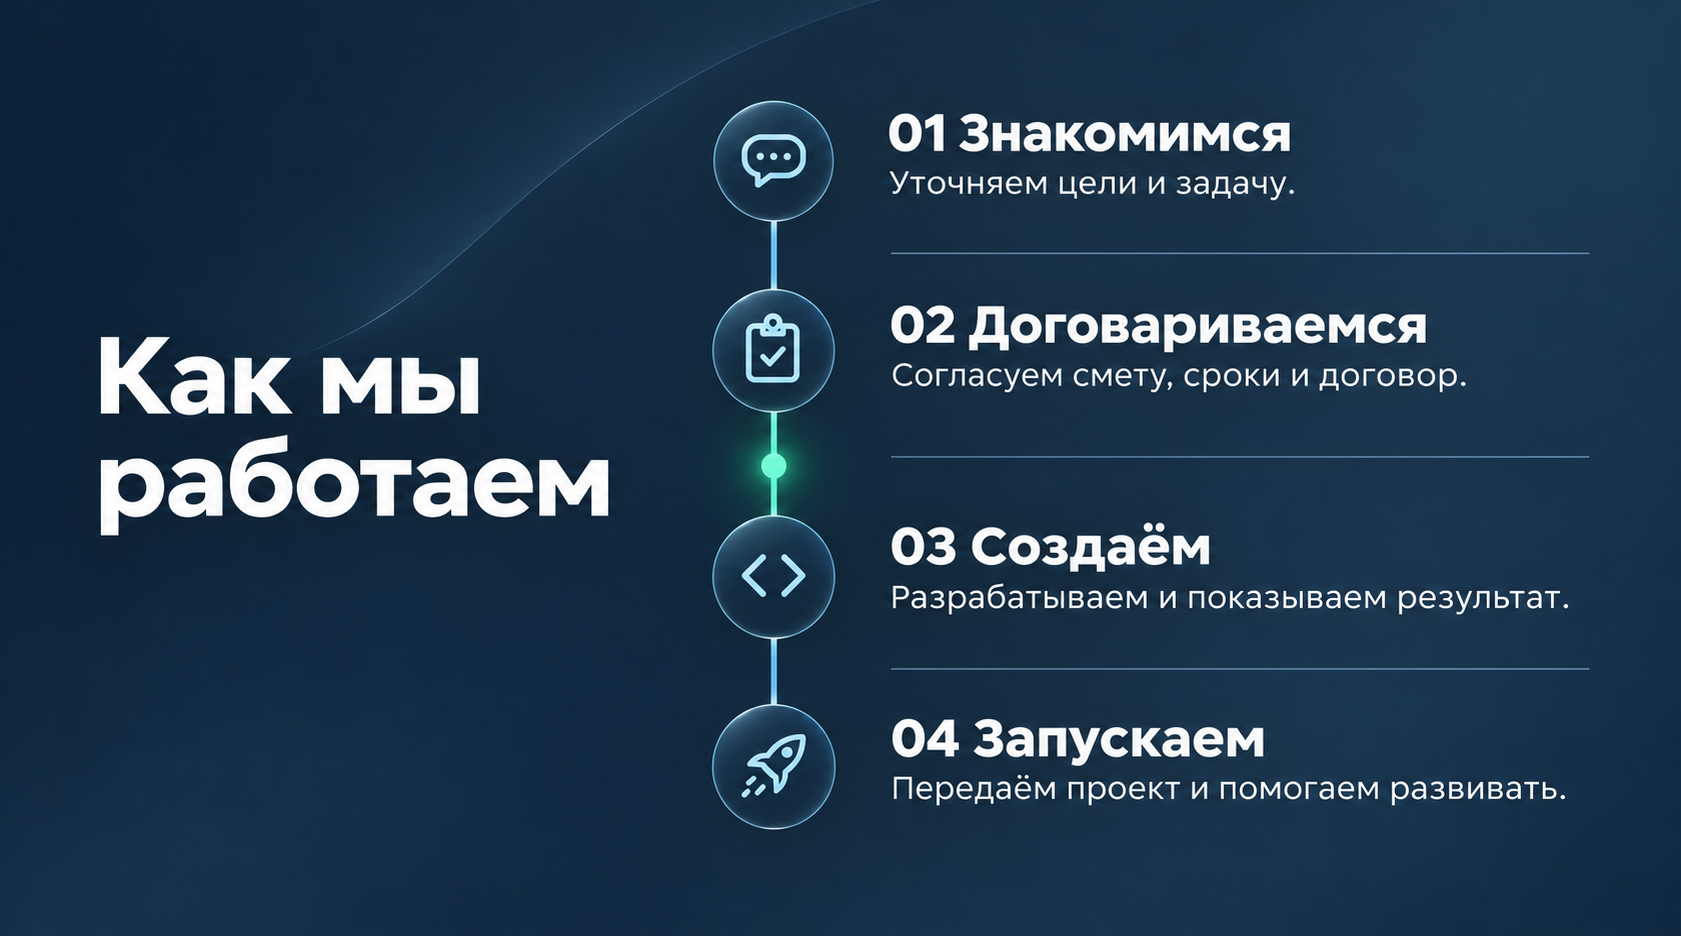 Как мы
работаем
01 Знакомимся
Уточняем цели и задачу.
02 Договариваемся
Согласуем смету, сроки и договор.
03 Создаём
Разрабатываем и показываем результат.
04 Запускаем
Передаём проект и помогаем развивать.